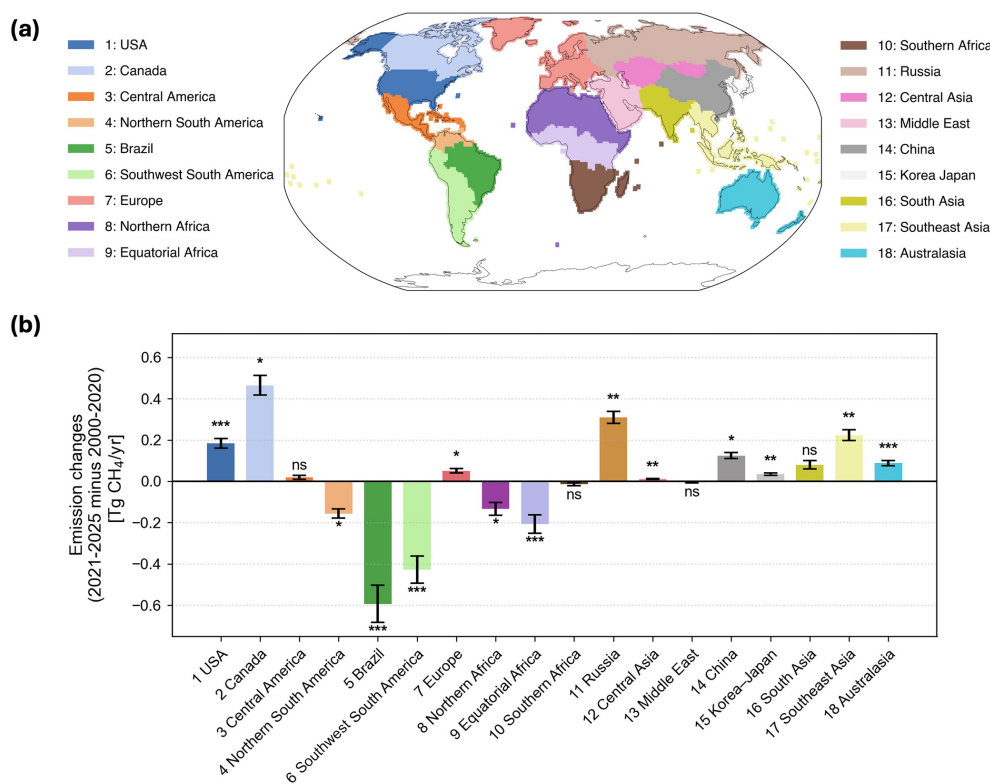 (a)
1: USA
2: Canada
3: Central America
4: Northern South America
5: Brazil
6: Southwest South America
7: Europe
8: Northern Africa
9: Equatorial Africa
10: Southern Africa
11: Russia
12: Central Asia
13: Middle East
14: China
15: Korea Japan
16: South Asia
17: Southeast Asia
18: Australasia
(b)
Emission changes
(2021-2025 minus 2000-2020)
[Tg CH₄/yr]
0.6
0.4
0.2
0.0
−0.2
−0.4
−0.6
***
*
ns
*
***
***
*
*
***
ns
**
**
ns
*
**
ns
**
***
1 USA
2 Canada
3 Central America
4 Northern South America
5 Brazil
6 Southwest South America
7 Europe
8 Northern Africa
9 Equatorial Africa
10 Southern Africa
11 Russia
12 Central Asia
13 Middle East
14 China
15 Korea–Japan
16 South Asia
17 Southeast Asia
18 Australasia